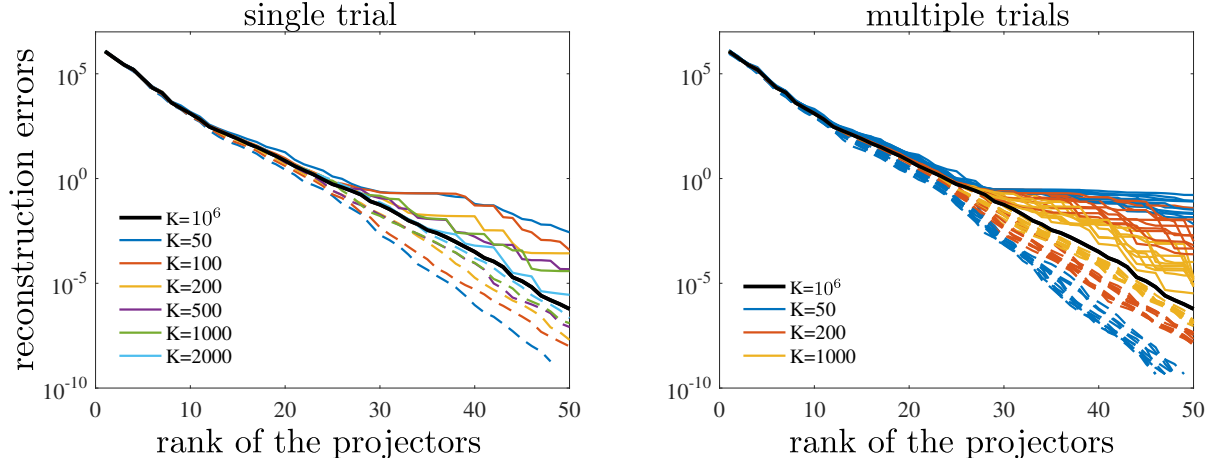 single trial
reconstruction errors
10^5
10^0
10^-5
10^-10
K=10^6
K=50
K=100
K=200
K=500
K=1000
K=2000
0 10 20 30 40 50
rank of the projectors
multiple trials
10^5
10^0
10^-5
10^-10
K=10^6
K=50
K=200
K=1000
0 10 20 30 40 50
rank of the projectors